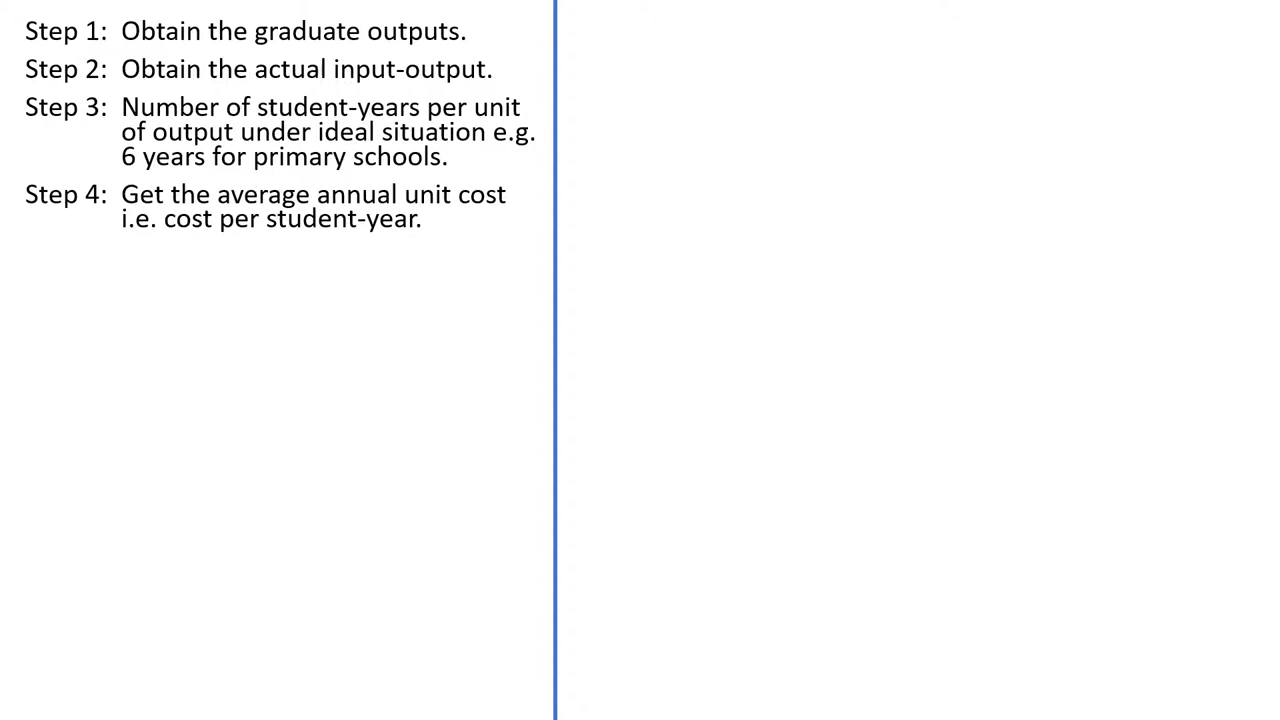 Step 1: Obtain the graduate outputs.
Step 2: Obtain the actual input-output.
Step 3: Number of student-years per unit
of output under ideal situation e.g.
6 years for primary schools.
Step 4: Get the average annual unit cost
i.e. cost per student-year.